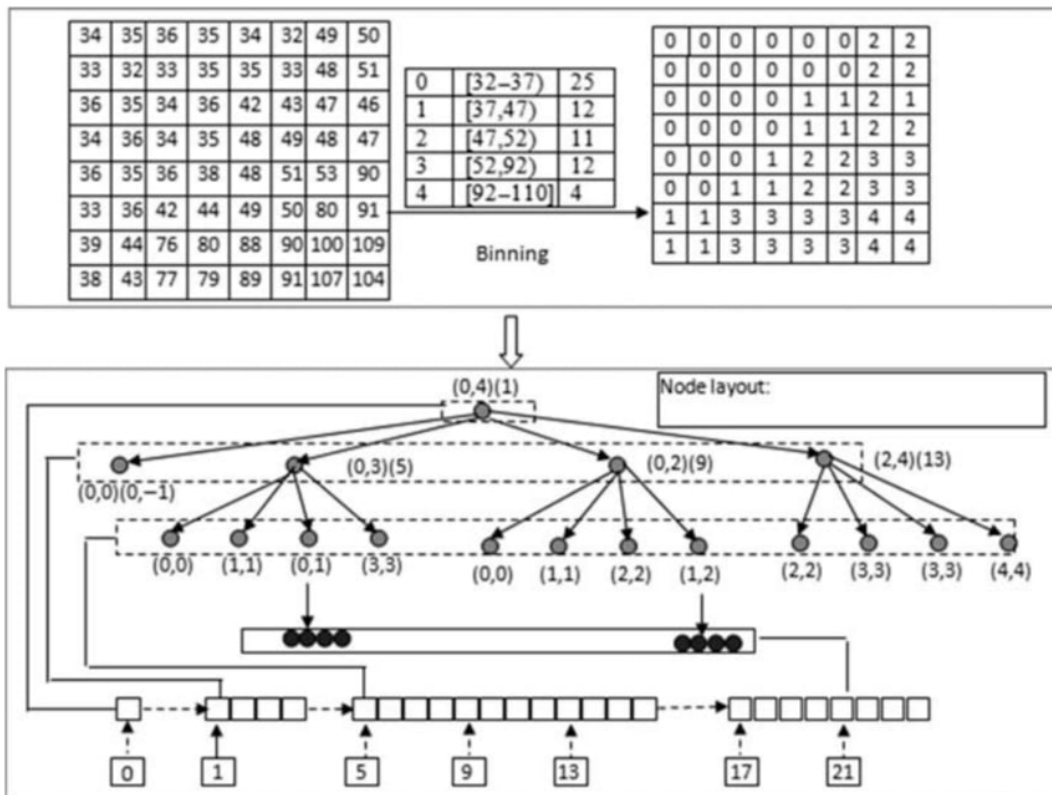 34 35 36 35 34 32 49 50
33 32 33 35 35 33 48 51
36 35 34 36 42 43 47 46
34 36 34 35 48 49 48 47
36 35 36 38 48 51 53 90
33 36 42 44 49 50 80 91
39 44 76 80 88 90 100 109
38 43 77 79 89 91 107 104
0 [32–37) 25
1 [37,47) 12
2 [47,52) 11
3 [52,92) 12
4 [92–110] 4
Binning
0 0 0 0 0 0 2 2
0 0 0 0 0 0 2 2
0 0 0 0 1 1 2 1
0 0 0 0 1 1 2 2
0 0 0 1 2 2 3 3
0 0 1 1 2 2 3 3
1 1 3 3 3 3 4 4
1 1 3 3 3 3 4 4
(0,4)(1)
Node layout:
(0,0)(0,–1)
(0,3)(5)
(0,2)(9)
(2,4)(13)
(0,0) (1,1) (0,1) (3,3) (0,0) (1,1) (2,2) (1,2) (2,2) (3,3) (3,3) (4,4)
0 1 5 9 13 17 21